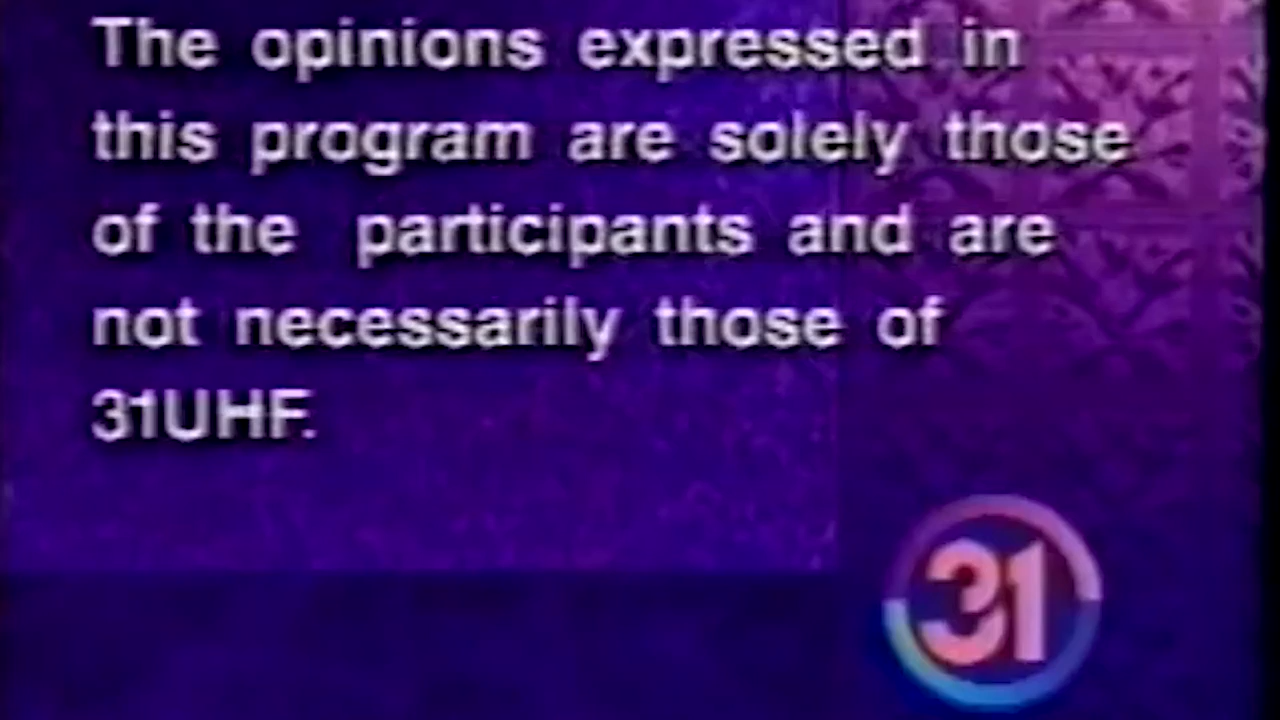 The opinions expressed in
this program are solely those
of the participants and are
not necessarily those of
31UHF.
31